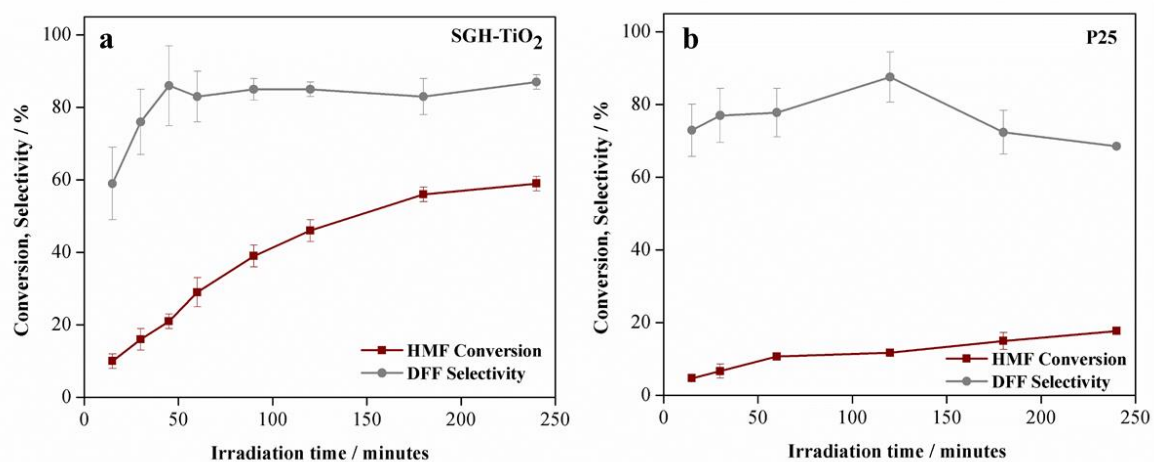 a
SGH-TiO₂
Conversion, Selectivity / %
100
80
60
40
20
0
HMF Conversion
DFF Selectivity
0 50 100 150 200 250
Irradiation time / minutes
b
P25
Conversion, Selectivity / %
100
80
60
40
20
0
HMF Conversion
DFF Selectivity
0 50 100 150 200 250
Irradiation time / minutes